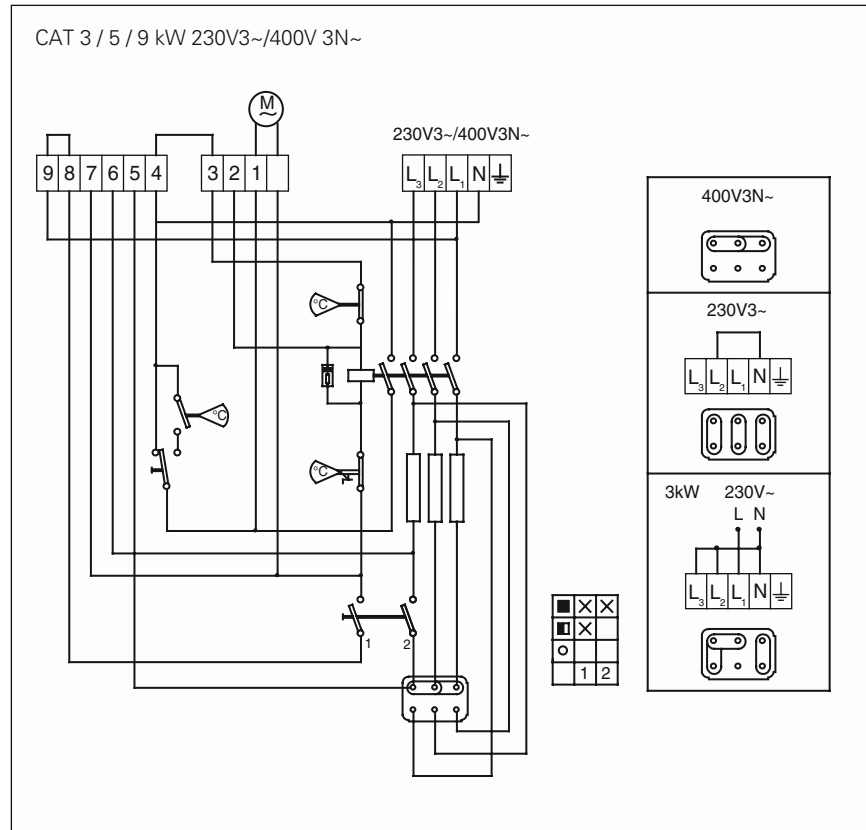 CAT 3 / 5 / 9 kW 230V3~/400V 3N~
M
~
230V3~/400V3N~
9 8 7 6 5 4 3 2 1
L3 L2 L1 N
400V3N~
°C
230V3~
L3 L2 L1 N
°C
°C
3kW 230V~
L N
L3 L2 L1 N
1 2
1 2